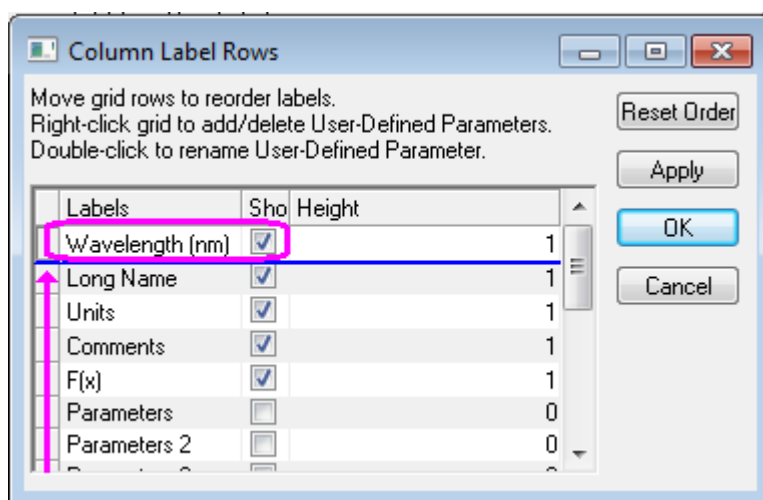 Column Label Rows
Move grid rows to reorder labels.
Right-click grid to add/delete User-Defined Parameters.
Double-click to rename User-Defined Parameter.
Reset Order
Apply
OK
Cancel
Labels Sho Height
Wavelength (nm) 1
Long Name 1
Units 1
Comments 1
F(x) 1
Parameters 0
Parameters 2 0